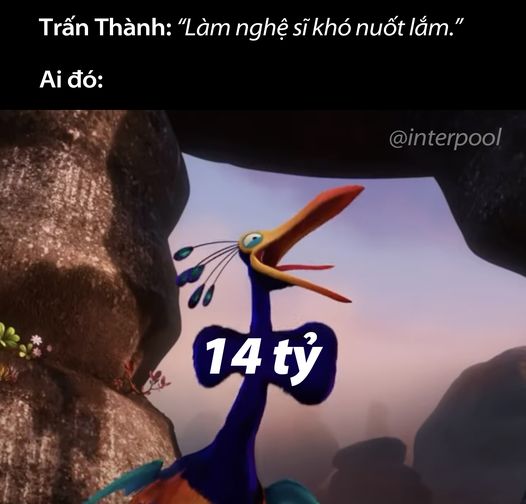 Trấn Thành: “Làm nghệ sĩ khó nuốt lắm.”
Ai đó:
@interpool
14 tỷ